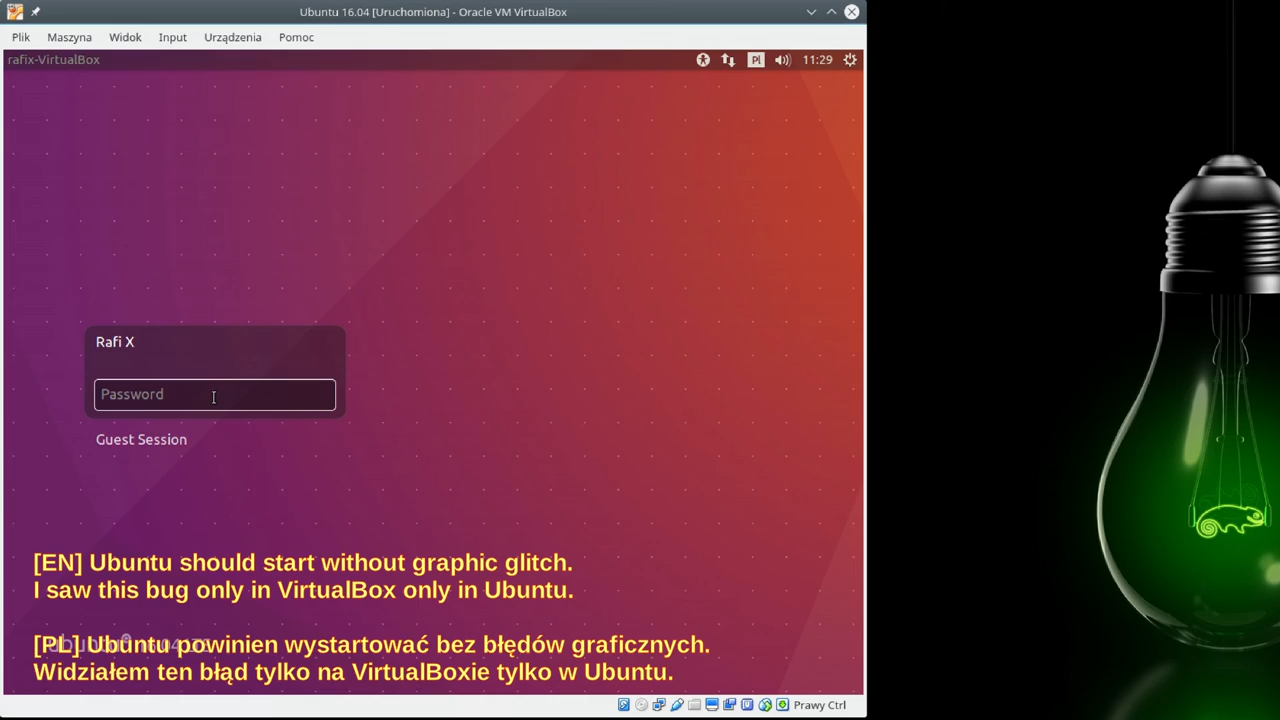 Ubuntu 16.04 [Uruchomiona] - Oracle VM VirtualBox
Plik Maszyna Widok Input Urządzenia Pomoc
rafix-VirtualBox Pl 11:29
Rafi X
Password
Guest Session
[EN] Ubuntu should start without graphic glitch.
I saw this bug only in VirtualBox only in Ubuntu.
[PL] Ubuntu powinien wystartować bez błędów graficznych.
Widziałem ten błąd tylko na VirtualBoxie tylko w Ubuntu.
Prawy Ctrl